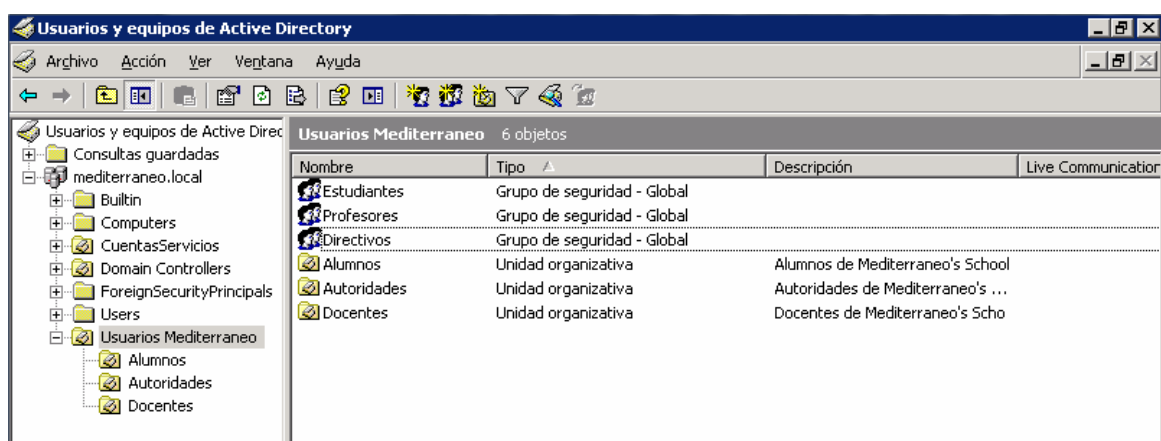 Usuarios y equipos de Active Directory
Archivo Acción Ver Ventana Ayuda
Usuarios y equipos de Active Direc
Consultas guardadas
mediterraneo.local
Builtin
Computers
CuentasServicios
Domain Controllers
ForeignSecurityPrincipals
Users
Usuarios Mediterraneo
Alumnos
Autoridades
Docentes
Usuarios Mediterraneo 6 objetos
Nombre Tipo Descripción Live Communication
Estudiantes Grupo de seguridad - Global
Profesores Grupo de seguridad - Global
Directivos Grupo de seguridad - Global
Alumnos Unidad organizativa Alumnos de Mediterraneo's School
Autoridades Unidad organizativa Autoridades de Mediterraneo's ...
Docentes Unidad organizativa Docentes de Mediterraneo's Scho